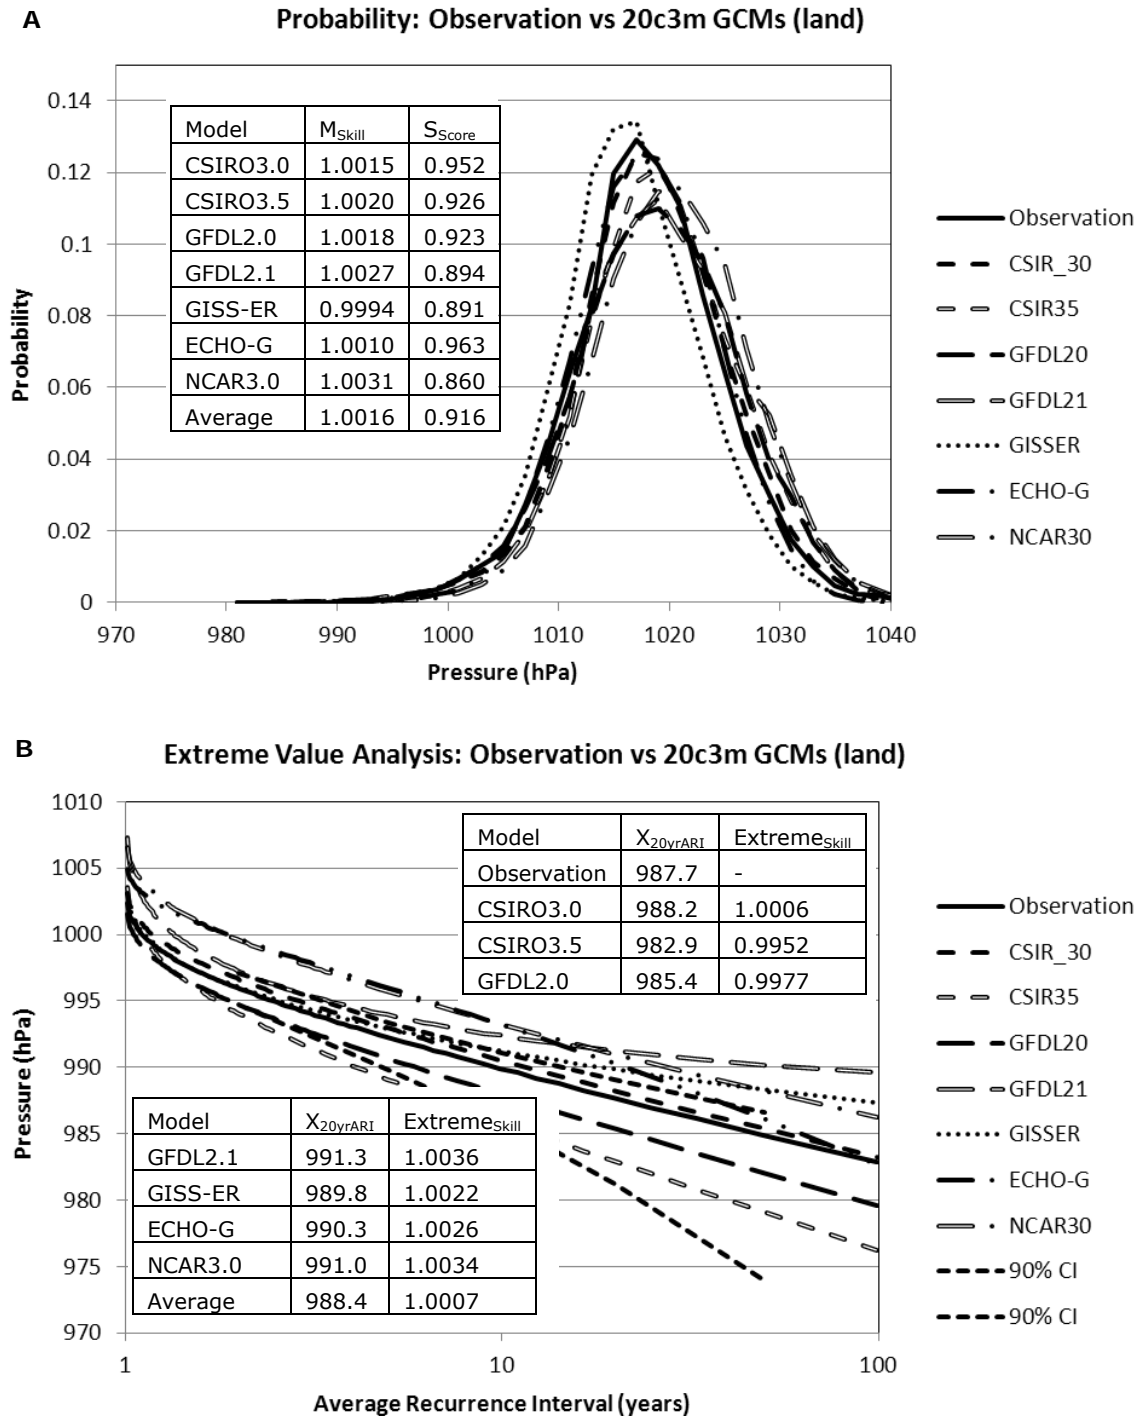 A
Probability: Observation vs 20c3m GCMs (land)
0.14
0.12
0.1
0.08
0.06
0.04
0.02
0
Probability
Model MSkill SScore
CSIRO3.0 1.0015 0.952
CSIRO3.5 1.0020 0.926
GFDL2.0 1.0018 0.923
GFDL2.1 1.0027 0.894
GISS-ER 0.9994 0.891
ECHO-G 1.0010 0.963
NCAR3.0 1.0031 0.860
Average 1.0016 0.916
970 980 990 1000 1010 1020 1030 1040
Pressure (hPa)
Observation
CSIR_30
CSIR35
GFDL20
GFDL21
GISSER
ECHO-G
NCAR30
B
Extreme Value Analysis: Observation vs 20c3m GCMs (land)
1010
1005
1000
995
990
985
980
975
970
Pressure (hPa)
Model X20yrARI ExtremeSkill
Observation 987.7 -
CSIRO3.0 988.2 1.0006
CSIRO3.5 982.9 0.9952
GFDL2.0 985.4 0.9977
Model X20yrARI ExtremeSkill
GFDL2.1 991.3 1.0036
GISS-ER 989.8 1.0022
ECHO-G 990.3 1.0026
NCAR3.0 991.0 1.0034
Average 988.4 1.0007
1 10 100
Average Recurrence Interval (years)
Observation
CSIR_30
CSIR35
GFDL20
GFDL21
GISSER
ECHO-G
NCAR30
90% CI
90% CI